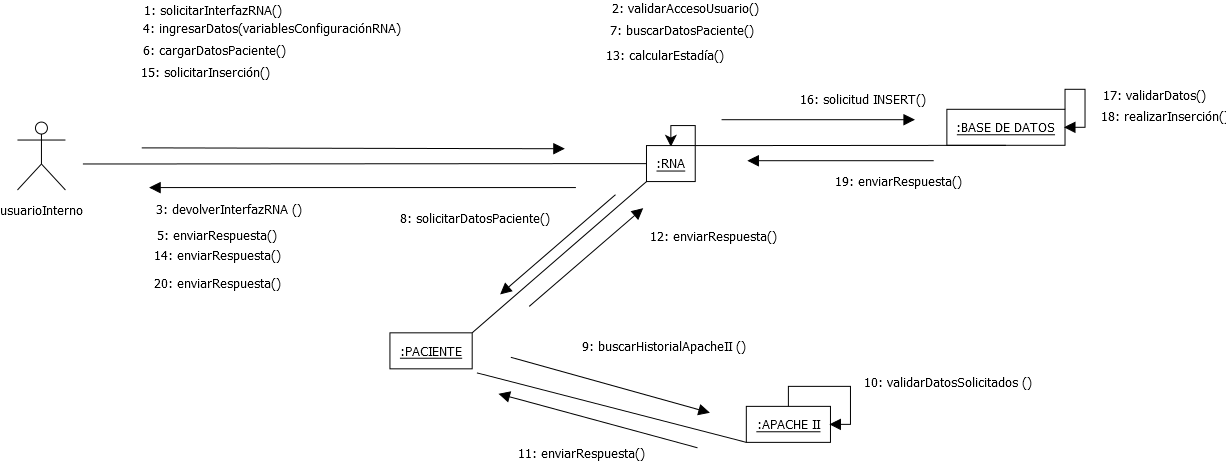 1: solicitarInterfazRNA()
4: ingresarDatos(variablesConfiguraciónRNA)
6: cargarDatosPaciente()
15: solicitarInserción()
2: validarAccesoUsuario()
7: buscarDatosPaciente()
13: calcularEstadía()
16: solicitud INSERT()
17: validarDatos()
18: realizarInserción()
:BASE DE DATOS
:RNA
19: enviarRespuesta()
usuarioInterno
3: devolverInterfazRNA ()
5: enviarRespuesta()
14: enviarRespuesta()
20: enviarRespuesta()
8: solicitarDatosPaciente()
12: enviarRespuesta()
:PACIENTE
9: buscarHistorialApacheII ()
10: validarDatosSolicitados ()
:APACHE II
11: enviarRespuesta()